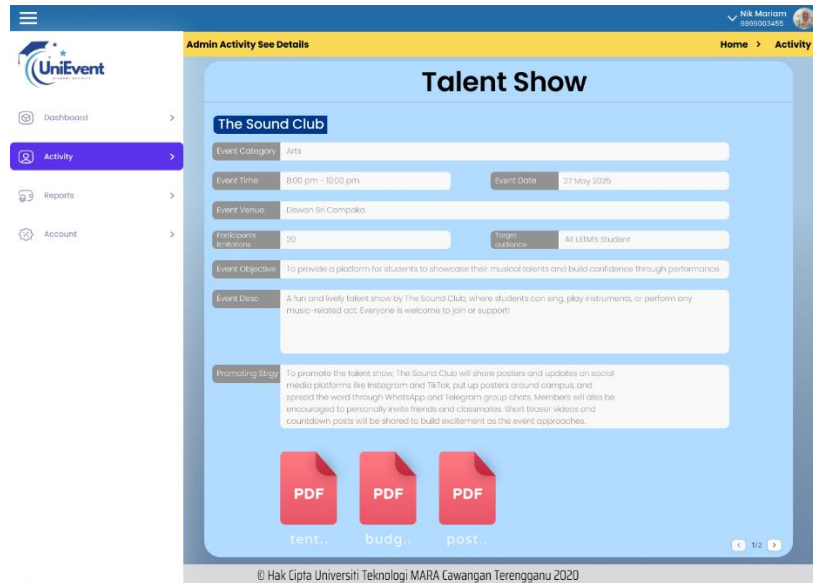 Nik Mariam
9899003455
Admin Activity See Details
Home > Activity
UniEvent
Dashboard
Activity
Reports
Account
Talent Show
The Sound Club
Event Category Arts
Event Time 8:00 pm - 10:00 pm Event Date 27 May 2025
Event Venue Dewan Sri Cempaka
Participants limitations 20 Target audience All UiTM's Student
Event Objective To provide a platform for students to showcase their musical talents and build confidence through performance.
Event Desc A fun and lively talent show by The Sound Club, where students can sing, play instruments, or perform any
music-related act. Everyone is welcome to join or support!
Promoting Strgy To promote the talent show, The Sound Club will share posters and updates on social
media platforms like Instagram and TikTok, put up posters around campus, and
spread the word through WhatsApp and Telegram group chats. Members will also be
encouraged to personally invite friends and classmates. Short teaser videos and
countdown posts will be shared to build excitement as the event approaches.
PDF PDF PDF
tent.. budg.. post..
1/2
© Hak Cipta Universiti Teknologi MARA Cawangan Terengganu 2020